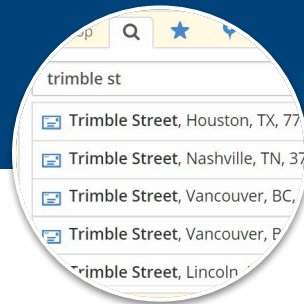 trimble st
Trimble Street, Houston, TX, 77
Trimble Street, Nashville, TN, 37
Trimble Street, Vancouver, BC,
Trimble Street, Vancouver, B
Trimble Street, Lincoln,